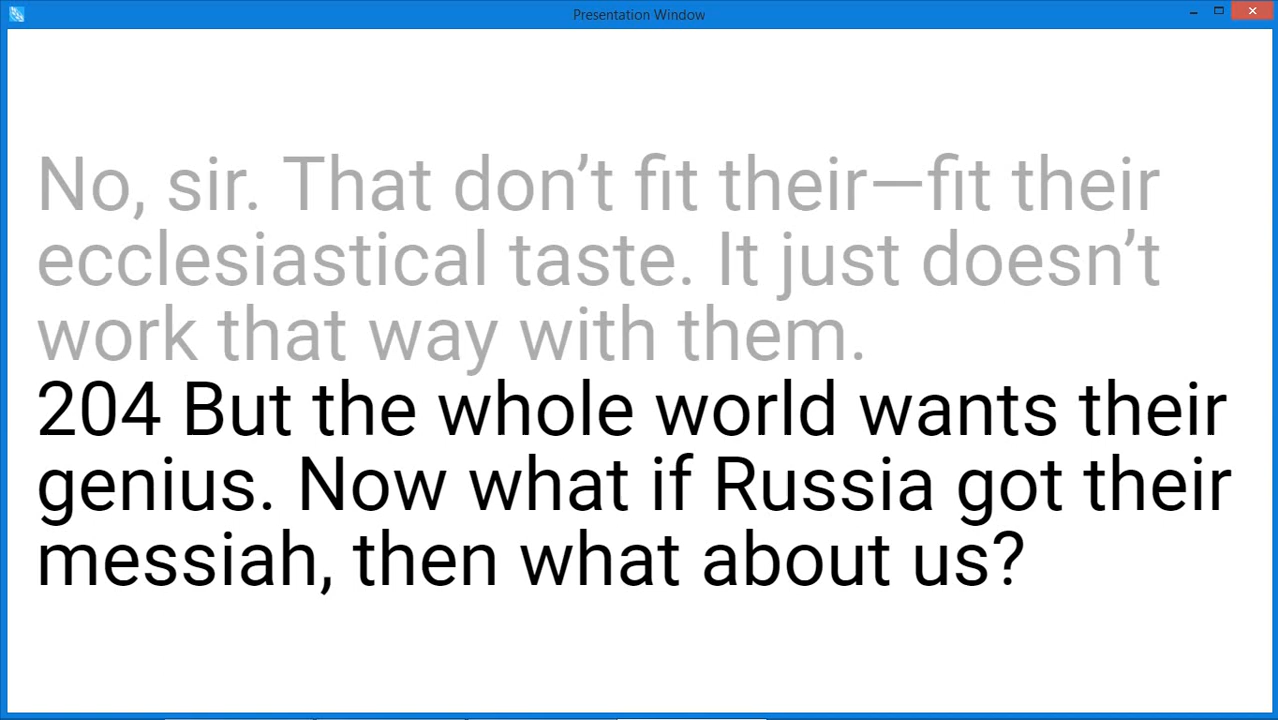 Presentation Window
No, sir. That don’t fit their—fit their
ecclesiastical taste. It just doesn’t
work that way with them.
204 But the whole world wants their
genius. Now what if Russia got their
messiah, then what about us?